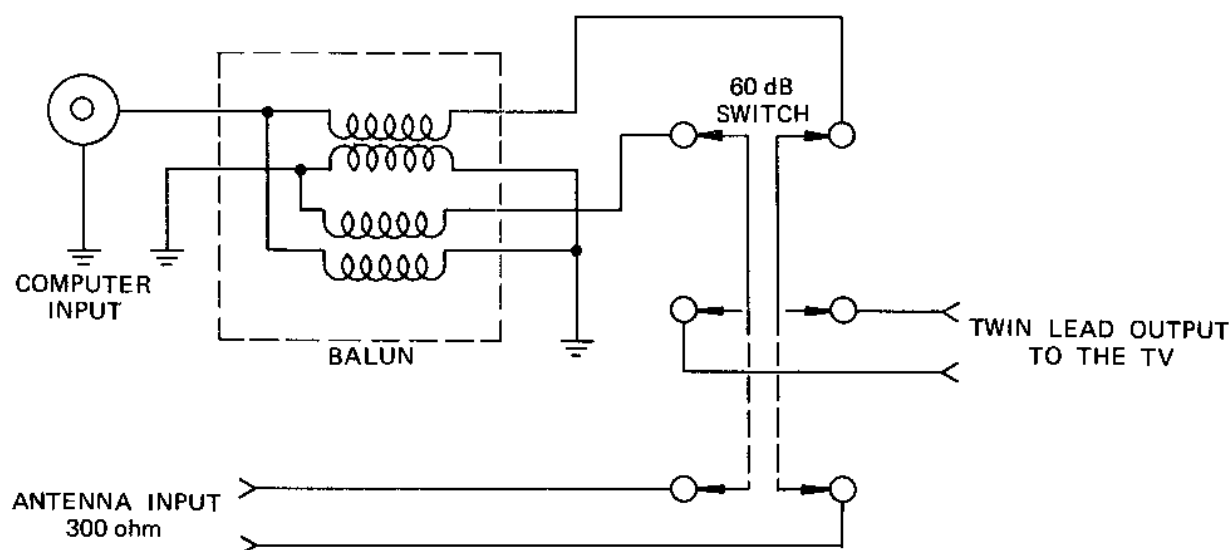 60 dB
SWITCH
COMPUTER
INPUT
BALUN
TWIN LEAD OUTPUT
TO THE TV
ANTENNA INPUT
300 ohm